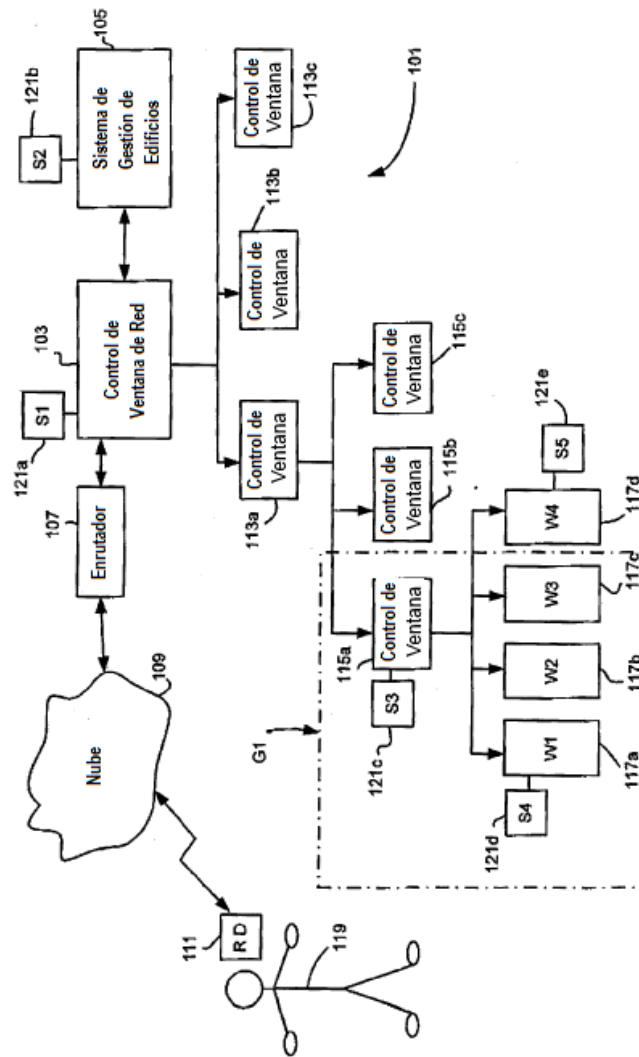 121b
S2
105
Sistema de
Gestión de
Edificios
103
S1
121a
Control de
Ventana de Red
107
Enrutador
109
Nube
111
R D
119
113a
Control de
Ventana
113b
Control de
Ventana
113c
Control de
Ventana
101
G1
115a
Control de
Ventana
S3
121c
115b
Control de
Ventana
115c
Control de
Ventana
S4
121d
W1
117a
W2
117b
W3
117c
W4
117d
S5
121e